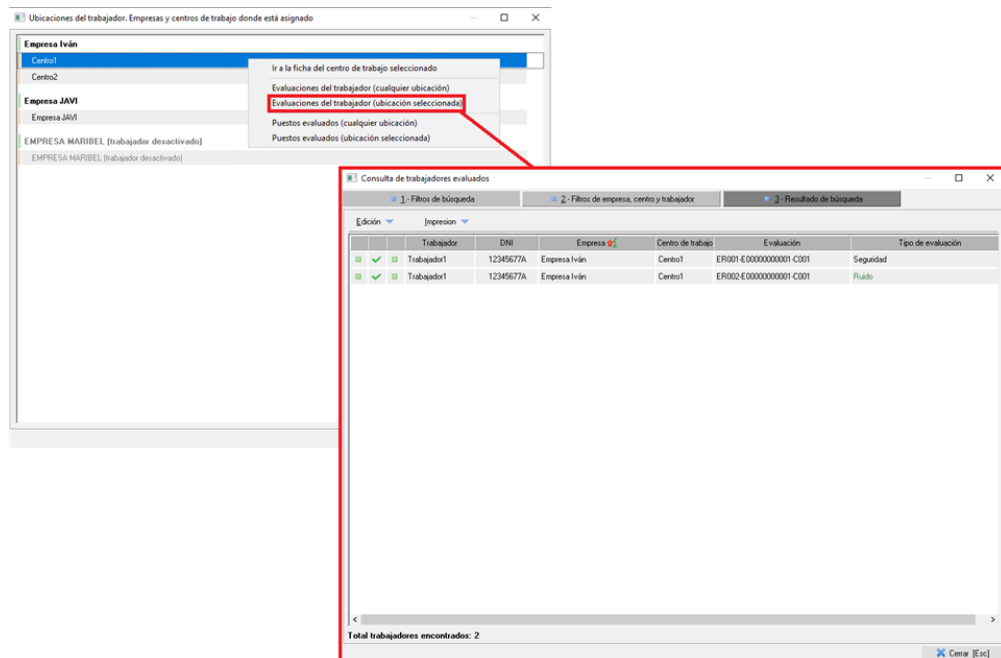 Ubicaciones del trabajador. Empresas y centros de trabajo donde está asignado
Empresa Iván
Centro1
Centro2
Empresa JAVI
Empresa JAVI
EMPRESA MARIBEL (trabajador desactivado)
EMPRESA MARIBEL (trabajador desactivado)
Ir a la ficha del centro de trabajo seleccionado
Evaluaciones del trabajador (cualquier ubicación)
Evaluaciones del trabajador (ubicación seleccionada)
Puestos evaluados (cualquier ubicación)
Puestos evaluados (ubicación seleccionada)
Consulta de trabajadores evaluados
1.- Filtros de búsqueda 2.- Filtros de empresa, centro y trabajador 3.- Resultado de búsqueda
Edición Impresion
Trabajador DNI Empresa Centro de trabajo Evaluación Tipo de evaluación
Trabajador1 12345677A Empresa Iván Centro1 ER001-E00000000001-C001 Seguridad
Trabajador1 12345677A Empresa Iván Centro1 ER002-E00000000001-C001 Ruido
Total trabajadores encontrados: 2
Cerrar [Esc]